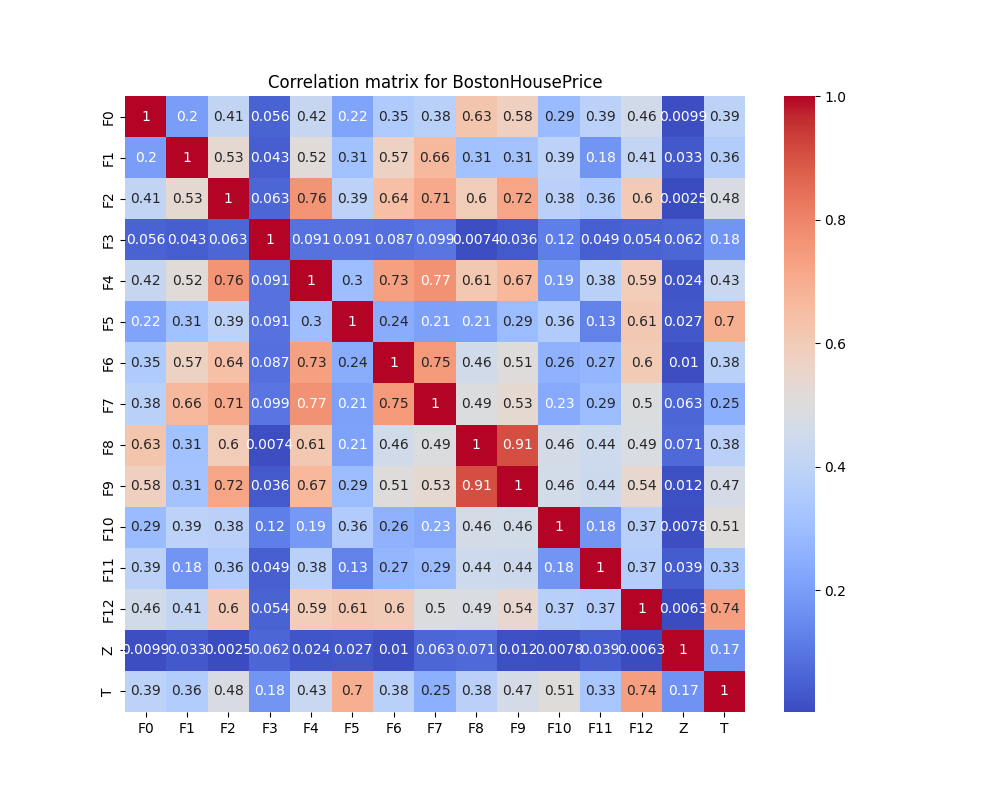 Correlation matrix for BostonHousePrice
F0 1 0.2 0.41 0.056 0.42 0.22 0.35 0.38 0.63 0.58 0.29 0.39 0.46 0.0099 0.39
F1 0.2 1 0.53 0.043 0.52 0.31 0.57 0.66 0.31 0.31 0.39 0.18 0.41 0.033 0.36
F2 0.41 0.53 1 0.063 0.76 0.39 0.64 0.71 0.6 0.72 0.38 0.36 0.6 0.0025 0.48
F3 0.056 0.043 0.063 1 0.091 0.091 0.087 0.099 0.0074 0.036 0.12 0.049 0.054 0.062 0.18
F4 0.42 0.52 0.76 0.091 1 0.3 0.73 0.77 0.61 0.67 0.19 0.38 0.59 0.024 0.43
F5 0.22 0.31 0.39 0.091 0.3 1 0.24 0.21 0.21 0.29 0.36 0.13 0.61 0.027 0.7
F6 0.35 0.57 0.64 0.087 0.73 0.24 1 0.75 0.46 0.51 0.26 0.27 0.6 0.01 0.38
F7 0.38 0.66 0.71 0.099 0.77 0.21 0.75 1 0.49 0.53 0.23 0.29 0.5 0.063 0.25
F8 0.63 0.31 0.6 0.0074 0.61 0.21 0.46 0.49 1 0.91 0.46 0.44 0.49 0.071 0.38
F9 0.58 0.31 0.72 0.036 0.67 0.29 0.51 0.53 0.91 1 0.46 0.44 0.54 0.012 0.47
F10 0.29 0.39 0.38 0.12 0.19 0.36 0.26 0.23 0.46 0.46 1 0.18 0.37 0.0078 0.51
F11 0.39 0.18 0.36 0.049 0.38 0.13 0.27 0.29 0.44 0.44 0.18 1 0.37 0.039 0.33
F12 0.46 0.41 0.6 0.054 0.59 0.61 0.6 0.5 0.49 0.54 0.37 0.37 1 0.0063 0.74
Z 0.0099 0.033 0.0025 0.062 0.024 0.027 0.01 0.063 0.071 0.012 0.0078 0.039 0.0063 1 0.17
T 0.39 0.36 0.48 0.18 0.43 0.7 0.38 0.25 0.38 0.47 0.51 0.33 0.74 0.17 1
F0 F1 F2 F3 F4 F5 F6 F7 F8 F9 F10 F11 F12 Z T
1.0
0.8
0.6
0.4
0.2